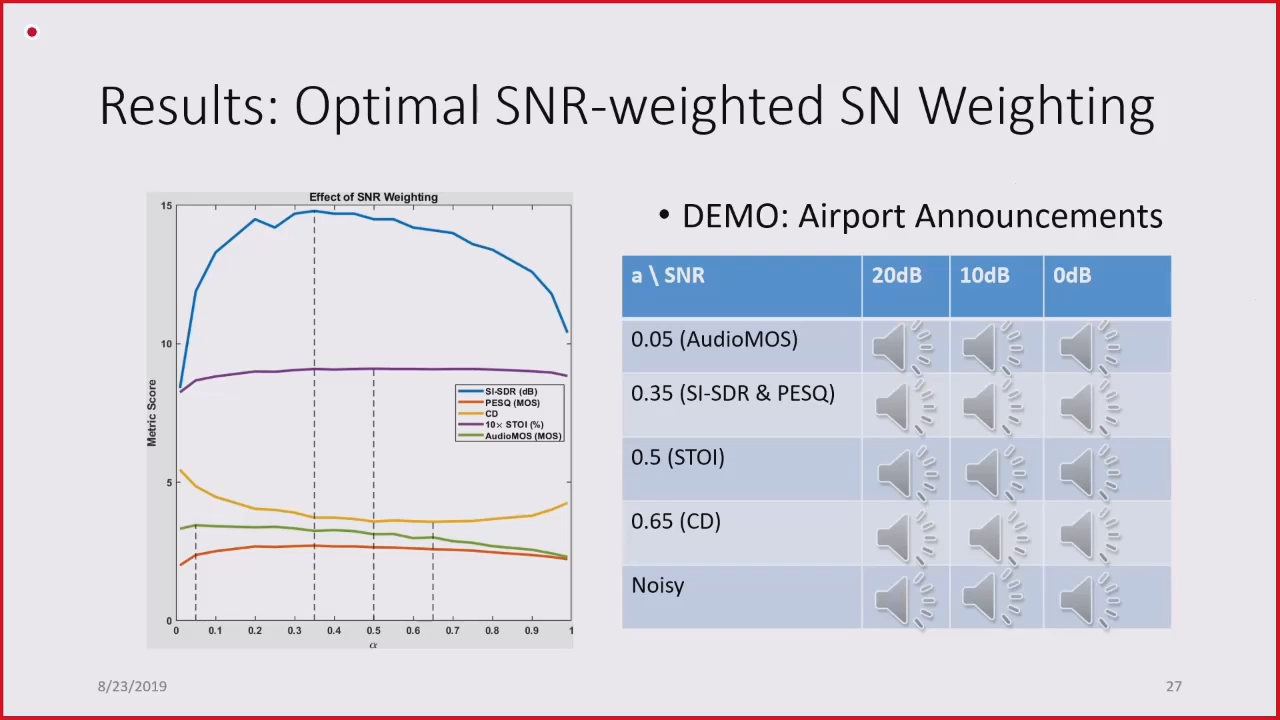 Results: Optimal SNR-weighted SN Weighting
Effect of SNR Weighting
15
10
5
0
Metric Score
0 0.1 0.2 0.3 0.4 0.5 0.6 0.7 0.8 0.9 1
α
SI-SDR (dB)
PESQ (MOS)
CD
10× STOI (%)
AudioMOS (MOS)
• DEMO: Airport Announcements
a \ SNR 20dB 10dB 0dB
0.05 (AudioMOS)
0.35 (SI-SDR & PESQ)
0.5 (STOI)
0.65 (CD)
Noisy
8/23/2019
27